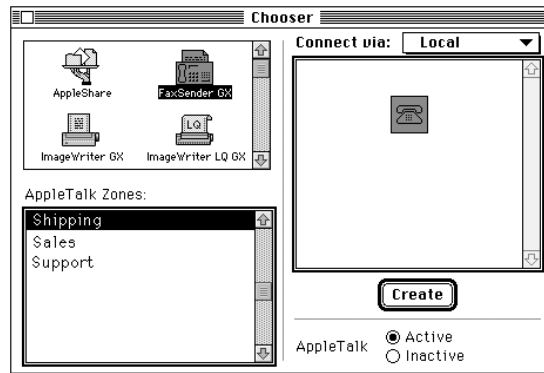 Chooser
AppleShare
FaxSender GX
ImageWriter GX
ImageWriter LQ GX
LQ
AppleTalk Zones:
Shipping
Sales
Support
Connect via:
Local
Create
AppleTalk
Active
Inactive